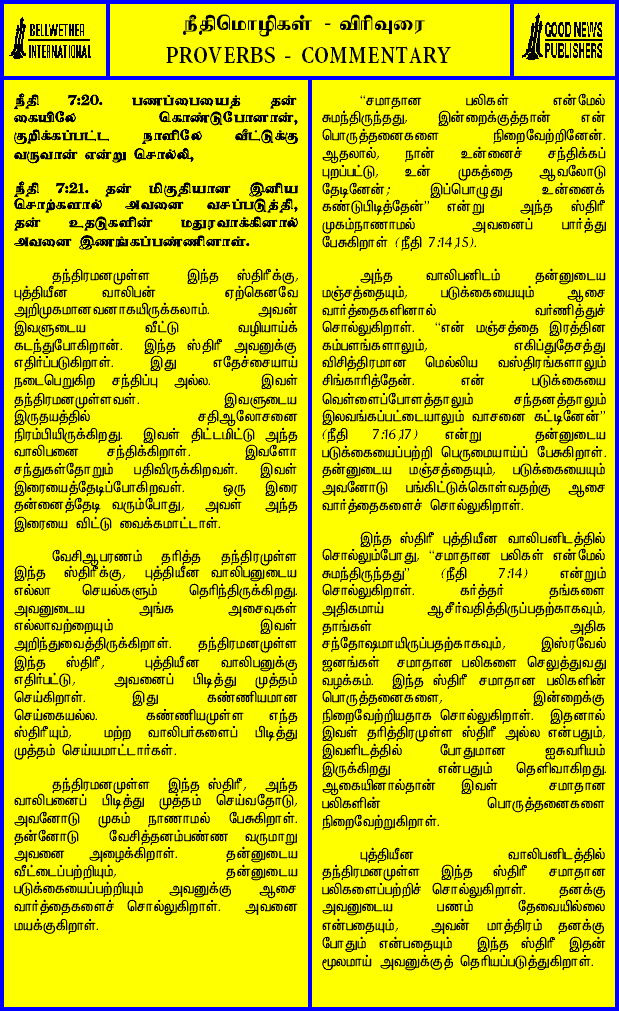 BELLWETHER
INTERNATIONAL
நீதிமொழிகள் - விரிவுரை
PROVERBS - COMMENTARY
GOOD NEWS
PUBLISHERS
நீதி 7:20. பணப்பையைத் தன்
கையிலே கொண்டுபோனான்,
குறிக்கப்பட்ட நாளிலே வீட்டுக்கு
வருவான் என்று சொல்லி,
நீதி 7:21. தன் மிகுதியான இனிய
சொற்களால் அவனை வசப்படுத்தி,
தன் உதடுகளின் மதுரவாக்கினால்
அவனை இணங்கப்பண்ணினாள்.
தந்திரமனமுள்ள இந்த ஸ்திரீக்கு,
புத்தியீன வாலிபன் ஏற்கெனவே
அறிமுகமானவனாகயிருக்கலாம். அவன்
இவளுடைய வீட்டு வழியாய்க்
கடந்துபோகிறான். இந்த ஸ்திரீ அவனுக்கு
எதிர்ப்படுகிறாள். இது எதேச்சையாய்
நடைபெறுகிற சந்திப்பு அல்ல. இவள்
தந்திரமனமுள்ளவள். இவளுடைய
இருதயத்தில் சதிஆலோசனை
நிரம்பியிருக்கிறது. இவள் திட்டமிட்டு அந்த
வாலிபனை சந்திக்கிறாள். இவளோ
சந்துகள்தோறும் பதிவிருக்கிறவள். இவள்
இரையைத்தேடிப்போகிறவள். ஒரு இரை
தன்னைத்தேடி வரும்போது, அவள் அந்த
இரையை விட்டு வைக்கமாட்டாள்.
வேசிஆபரணம் தரித்த தந்திரமுள்ள
இந்த ஸ்திரீக்கு, புத்தியீன வாலிபனுடைய
எல்லா செயல்களும் தெரிந்திருக்கிறது.
அவனுடைய அங்க அசைவுகள்
எல்லாவற்றையும் இவள்
அறிந்துவைத்திருக்கிறாள். தந்திரமனமுள்ள
இந்த ஸ்திரீ, புத்தியீன வாலிபனுக்கு
எதிர்பட்டு, அவனைப் பிடித்து முத்தம்
செய்கிறாள். இது கண்ணியமான
செய்கையல்ல. கண்ணியமுள்ள எந்த
ஸ்திரீயும், மற்ற வாலிபர்களைப் பிடித்து
முத்தம் செய்யமாட்டார்கள்.
தந்திரமனமுள்ள இந்த ஸ்திரீ, அந்த
வாலிபனைப் பிடித்து முத்தம் செய்வதோடு,
அவனோடு முகம் நாணாமல் பேசுகிறாள்.
தன்னோடு வேசித்தனம்பண்ண வருமாறு
அவனை அழைக்கிறாள். தன்னுடைய
வீட்டைப்பற்றியும், தன்னுடைய
படுக்கையைப்பற்றியும் அவனுக்கு ஆசை
வார்த்தைகளைச் சொல்லுகிறாள். அவனை
மயக்குகிறாள்.
“சமாதான பலிகள் என்மேல்
சுமந்திருந்தது, இன்றைக்குத்தான் என்
பொருத்தனைகளை நிறைவேற்றினேன்.
ஆதலால், நான் உன்னைச் சந்திக்கப்
புறப்பட்டு, உன் முகத்தை ஆவலோடு
தேடினேன்; இப்பொழுது உன்னைக்
கண்டுபிடித்தேன்” என்று அந்த ஸ்திரீ
முகம்நாணாமல் அவனைப் பார்த்து
பேசுகிறாள் (நீதி 7:14,15).
அந்த வாலிபனிடம் தன்னுடைய
மஞ்சத்தையும், படுக்கையையும் ஆசை
வார்த்தைகளினால் வர்ணித்துச்
சொல்லுகிறாள். “என் மஞ்சத்தை இரத்தின
கம்பளங்களாலும், எகிப்துதேசத்து
விசித்திரமான மெல்லிய வஸ்திரங்களாலும்
சிங்காரித்தேன். என் படுக்கையை
வெள்ளைப்போளத்தாலும் சந்தனத்தாலும்
இலவங்கப்பட்டையாலும் வாசனை கட்டினேன்”
(நீதி 7:16,17) என்று தன்னுடைய
படுக்கையைப்பற்றி பெருமையாய்ப் பேசுகிறாள்.
தன்னுடைய மஞ்சத்தையும், படுக்கையையும்
அவனோடு பங்கிட்டுக்கொள்வதற்கு ஆசை
வார்த்தைகளைச் சொல்லுகிறாள்.
இந்த ஸ்திரீ புத்தியீன வாலிபனிடத்தில்
சொல்லும்போது, “சமாதான பலிகள் என்மேல்
சுமந்திருந்தது” (நீதி 7:14) என்றும்
சொல்லுகிறாள். கர்த்தர் தங்களை
அதிகமாய் ஆசீர்வதித்திருப்பதற்காகவும்,
தாங்கள் அதிக
சந்தோஷமாயிருப்பதற்காகவும், இஸ்ரவேல்
ஜனங்கள் சமாதான பலிகளை செலுத்துவது
வழக்கம். இந்த ஸ்திரீ சமாதான பலிகளின்
பொருத்தனைகளை, இன்றைக்கு
நிறைவேற்றியதாக சொல்லுகிறாள். இதனால்
இவள் தரித்திரமுள்ள ஸ்திரீ அல்ல என்பதும்,
இவளிடத்தில் போதுமான ஐசுவரியம்
இருக்கிறது என்பதும் தெளிவாகிறது.
ஆகையினால்தான் இவள் சமாதான
பலிகளின் பொருத்தனைகளை
நிறைவேற்றுகிறாள்.
புத்தியீன வாலிபனிடத்தில்
தந்திரமனமுள்ள இந்த ஸ்திரீ சமாதான
பலிகளைப்பற்றிச் சொல்லுகிறாள். தனக்கு
அவனுடைய பணம் தேவையில்லை
என்பதையும், அவன் மாத்திரம் தனக்கு
போதும் என்பதையும் இந்த ஸ்திரீ இதன்
மூலமாய் அவனுக்குத் தெரியப்படுத்துகிறாள்.